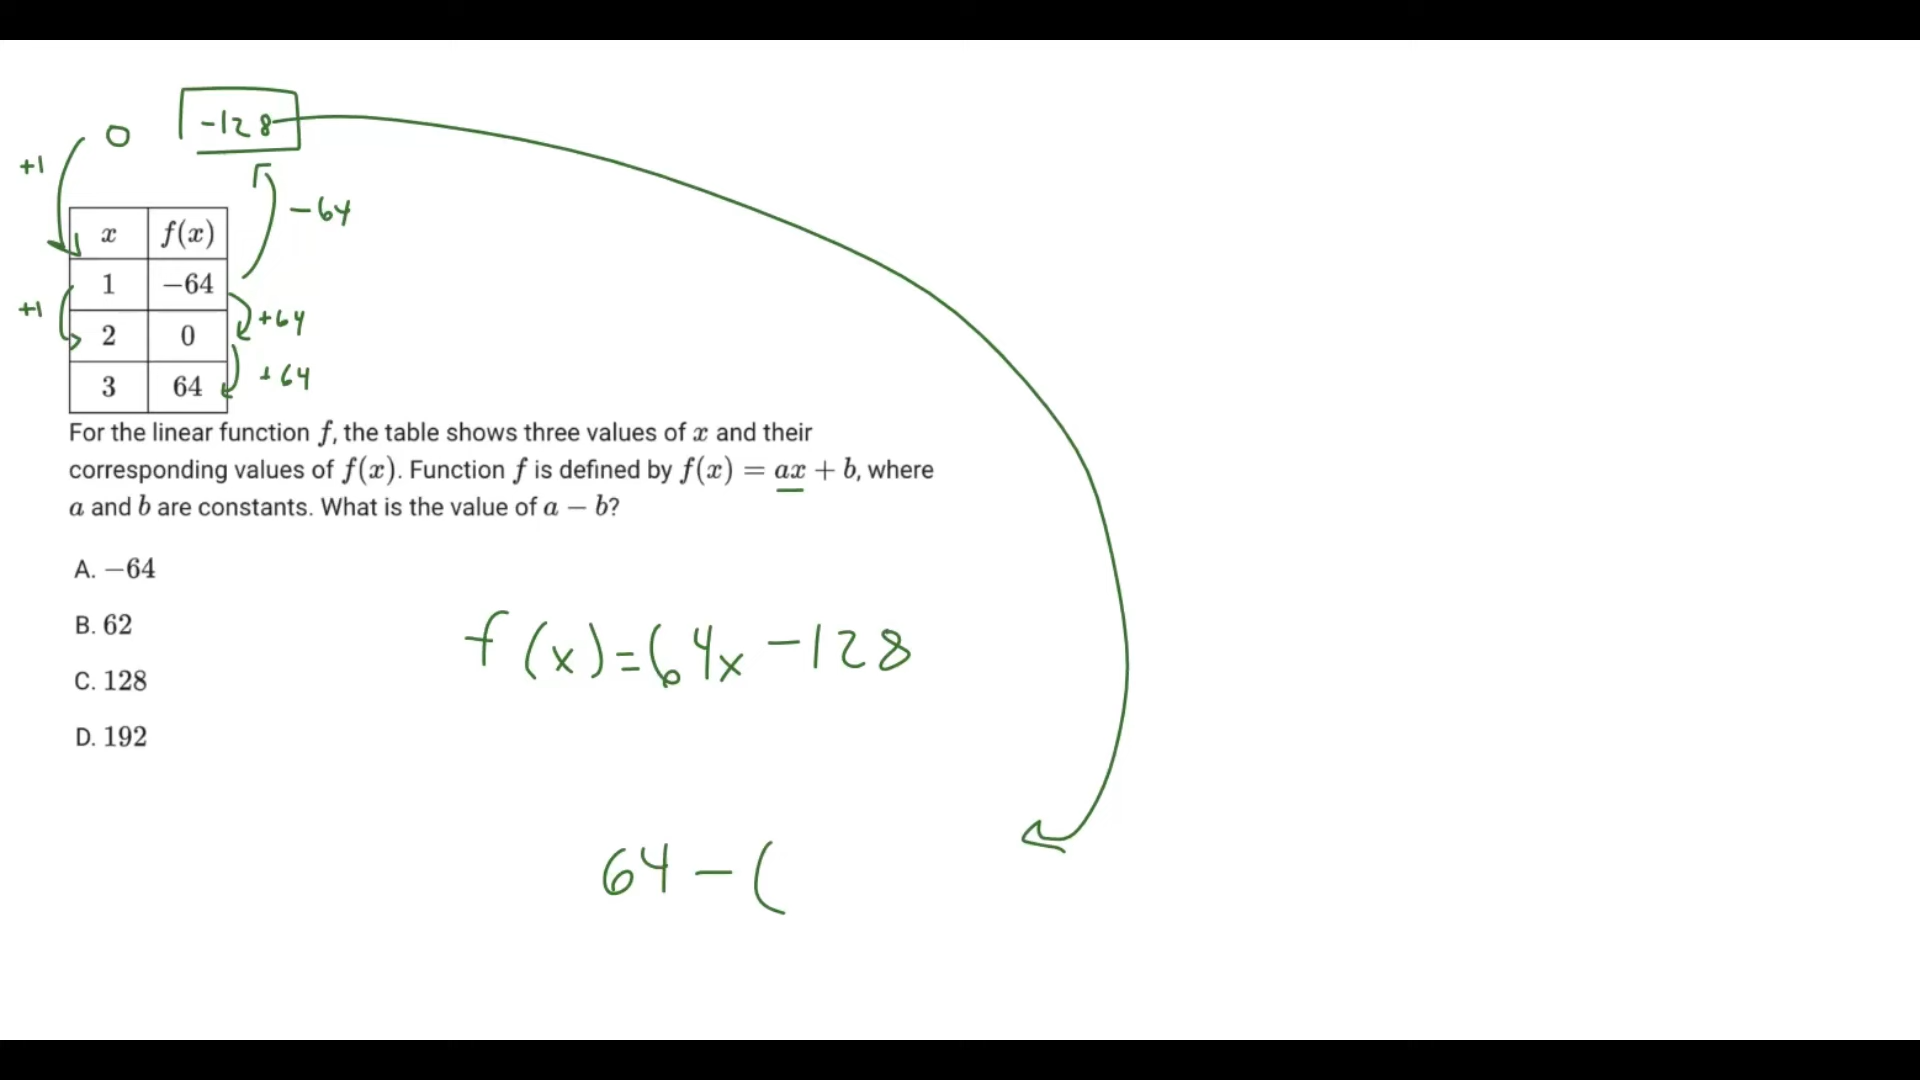 0 -128
+1
-64
x f(x)
1 −64
+1 +64
2 0
+64
3 64
For the linear function f, the table shows three values of x and their
corresponding values of f(x). Function f is defined by f(x) = ax + b, where
a and b are constants. What is the value of a − b?
A. −64
B. 62
C. 128
D. 192
f(x)=64x-128
64-(